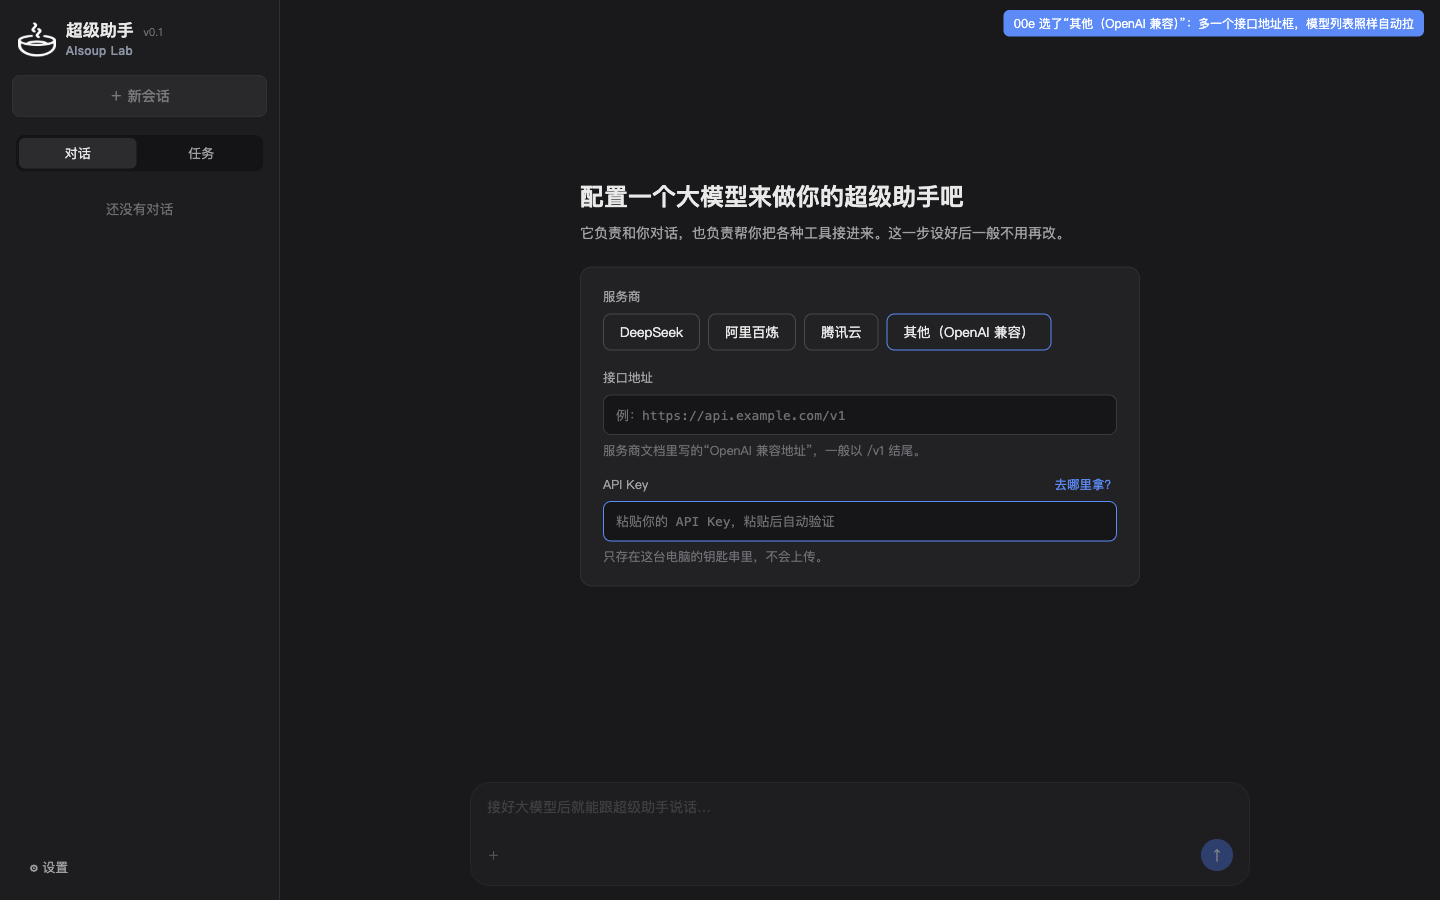 超级助手 v0.1
AIsoup Lab
+ 新会话
对话 任务
还没有对话
设置
00e 选了“其他（OpenAI 兼容）”：多一个接口地址框，模型列表照样自动拉
配置一个大模型来做你的超级助手吧
它负责和你对话，也负责帮你把各种工具接进来。这一步设好后一般不用再改。
服务商
DeepSeek 阿里百炼 腾讯云 其他（OpenAI 兼容）
接口地址
例：https://api.example.com/v1
服务商文档里写的“OpenAI 兼容地址”，一般以 /v1 结尾。
API Key 去哪里拿？
粘贴你的 API Key，粘贴后自动验证
只存在这台电脑的钥匙串里，不会上传。
接好大模型后就能跟超级助手说话…
+ ↑